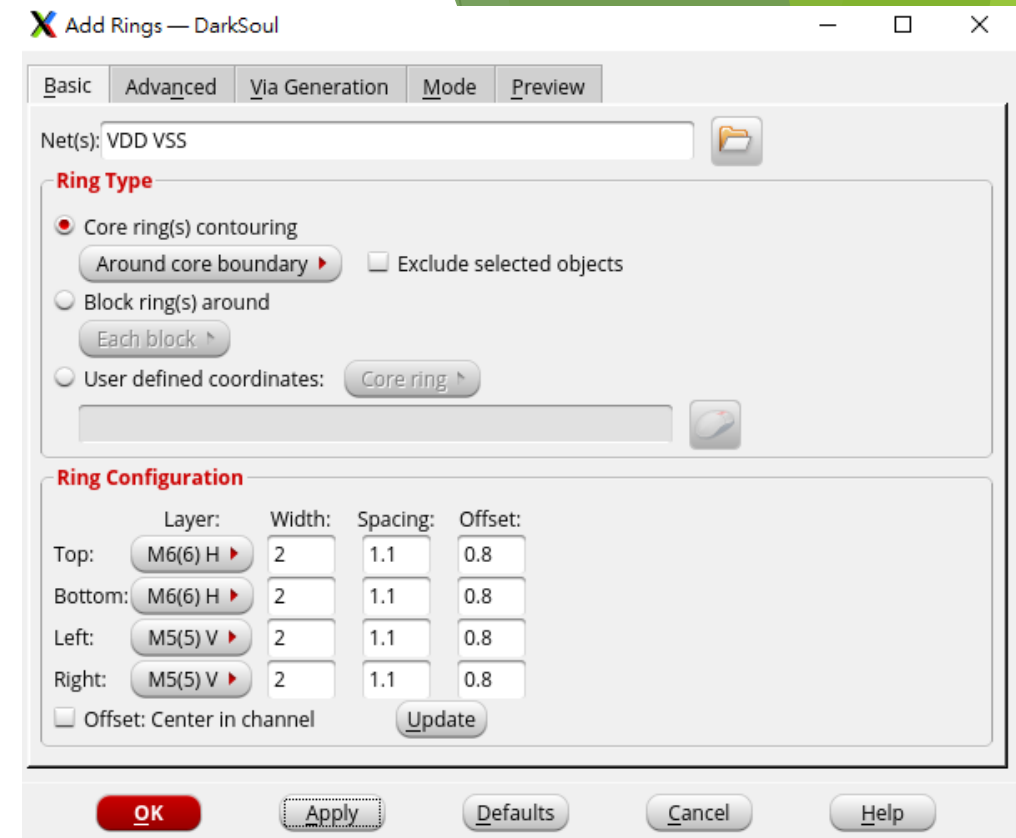 Add Rings — DarkSoul
Basic Advanced Via Generation Mode Preview
Net(s): VDD VSS
Ring Type
Core ring(s) contouring
Around core boundary Exclude selected objects
Block ring(s) around
Each block
User defined coordinates: Core ring
Ring Configuration
Layer: Width: Spacing: Offset:
Top: M6(6) H 2 1.1 0.8
Bottom: M6(6) H 2 1.1 0.8
Left: M5(5) V 2 1.1 0.8
Right: M5(5) V 2 1.1 0.8
Offset: Center in channel Update
OK Apply Defaults Cancel Help